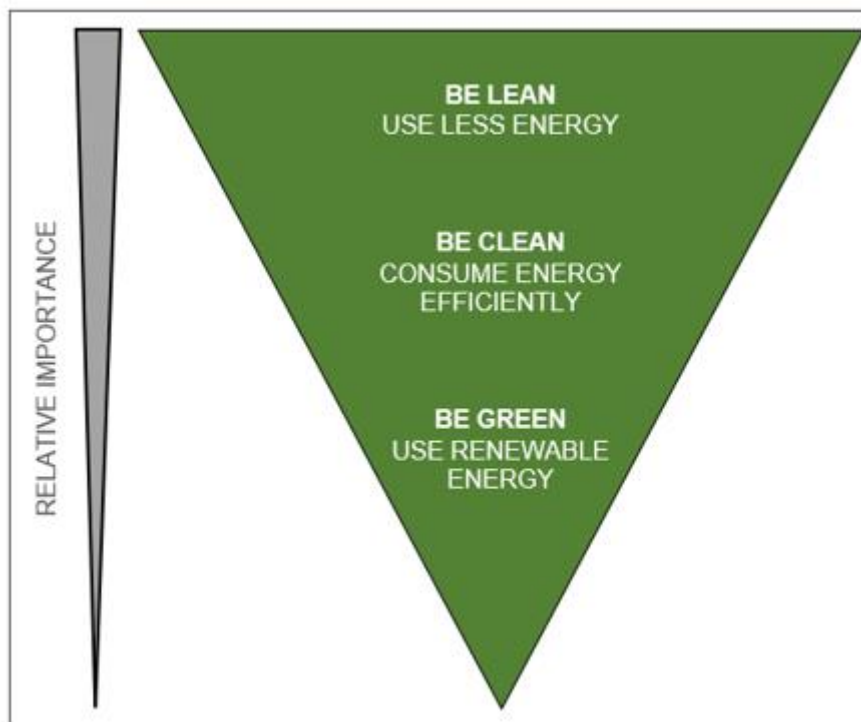 RELATIVE IMPORTANCE
BE LEAN
USE LESS ENERGY
BE CLEAN
CONSUME ENERGY
EFFICIENTLY
BE GREEN
USE RENEWABLE
ENERGY